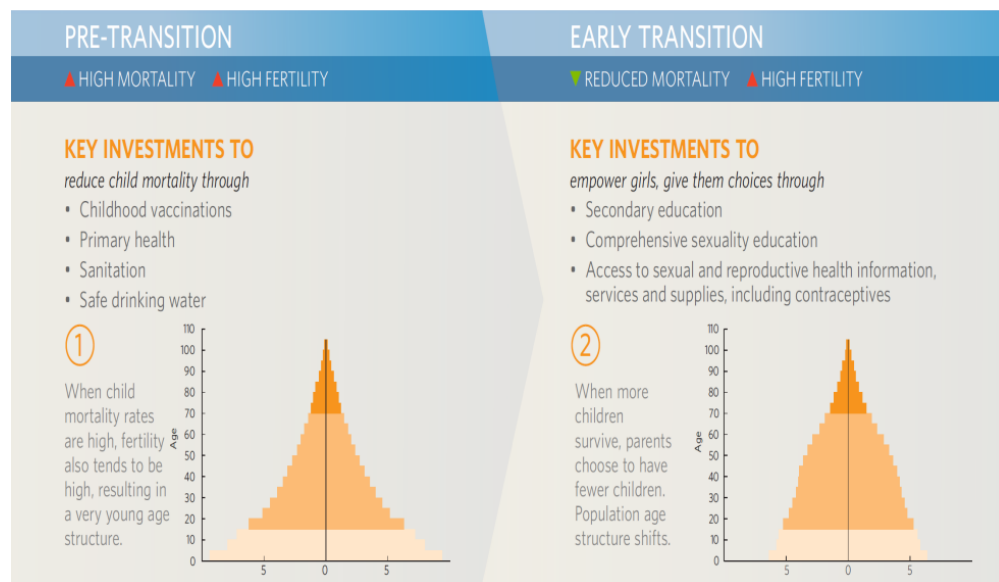 PRE-TRANSITION
▲ HIGH MORTALITY ▲ HIGH FERTILITY
KEY INVESTMENTS TO
reduce child mortality through
• Childhood vaccinations
• Primary health
• Sanitation
• Safe drinking water
1
When child
mortality rates
are high, fertility
also tends to be
high, resulting in
a very young age
structure.
Age
110
100
90
80
70
60
50
40
30
20
10
0
5 0 5
EARLY TRANSITION
▼ REDUCED MORTALITY ▲ HIGH FERTILITY
KEY INVESTMENTS TO
empower girls, give them choices through
• Secondary education
• Comprehensive sexuality education
• Access to sexual and reproductive health information,
services and supplies, including contraceptives
2
When more
children
survive, parents
choose to have
fewer children.
Population age
structure shifts.
Age
110
100
90
80
70
60
50
40
30
20
10
0
5 0 5